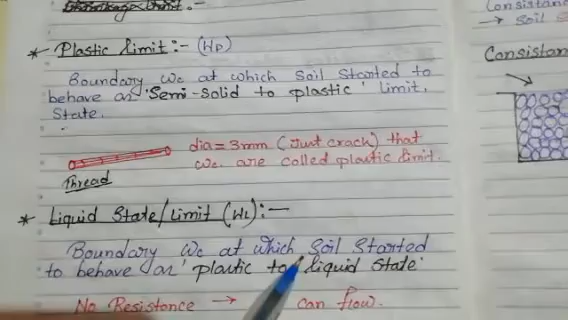 * Plastic limit:- (Wp)
Boundary Wc at which Soil Started to
behave as 'Semi-Solid to plastic' limit.
State.
dia = 3mm (Just crack) that
Wc. are called plastic limit.
Thread
* Liquid State/Limit (WL):-
Boundary Wc at which Soil Started
to behave as 'plastic to liquid State'
No Resistance → can flow.
→ Soil
Consistan